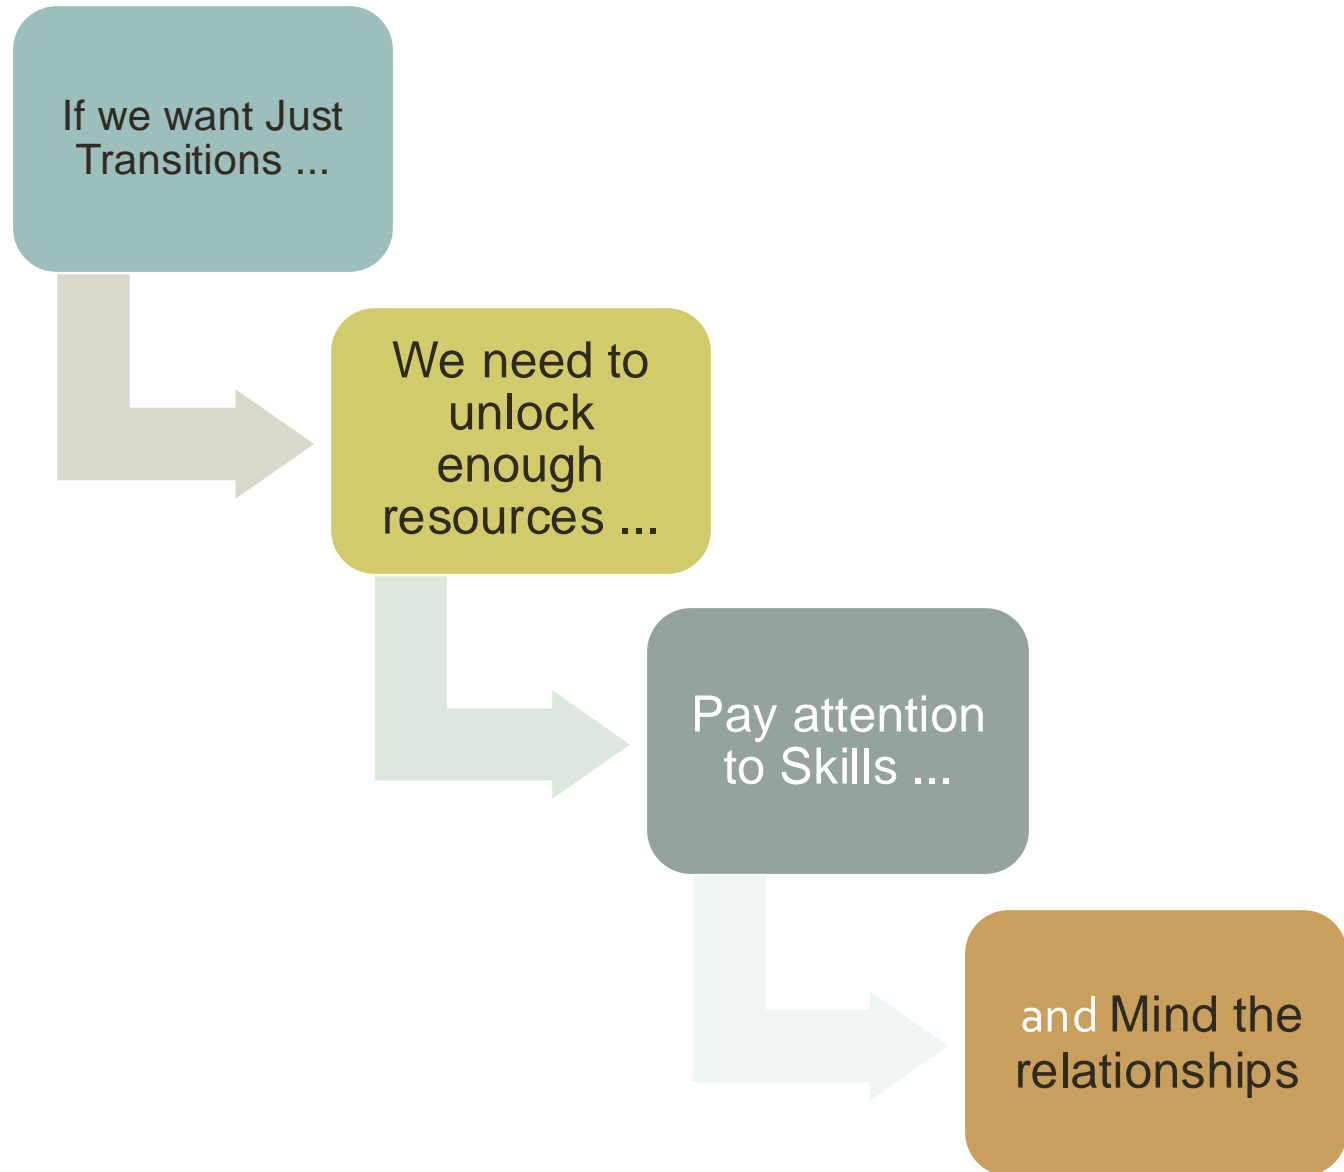 If we want Just
Transitions ...
We need to
unlock
enough
resources ...
Pay attention
to Skills ...
and Mind the
relationships